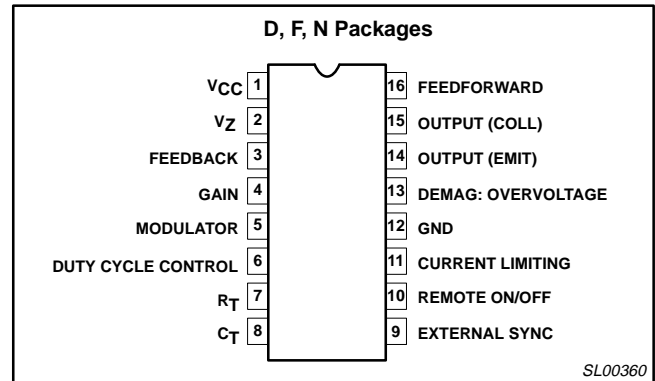 D, F, N Packages
VCC 1
16 FEEDFORWARD
VZ 2
15 OUTPUT (COLL)
FEEDBACK 3
14 OUTPUT (EMIT)
GAIN 4
13 DEMAG: OVERVOLTAGE
MODULATOR 5
12 GND
DUTY CYCLE CONTROL 6
11 CURRENT LIMITING
RT 7
10 REMOTE ON/OFF
CT 8
9 EXTERNAL SYNC
SL00360